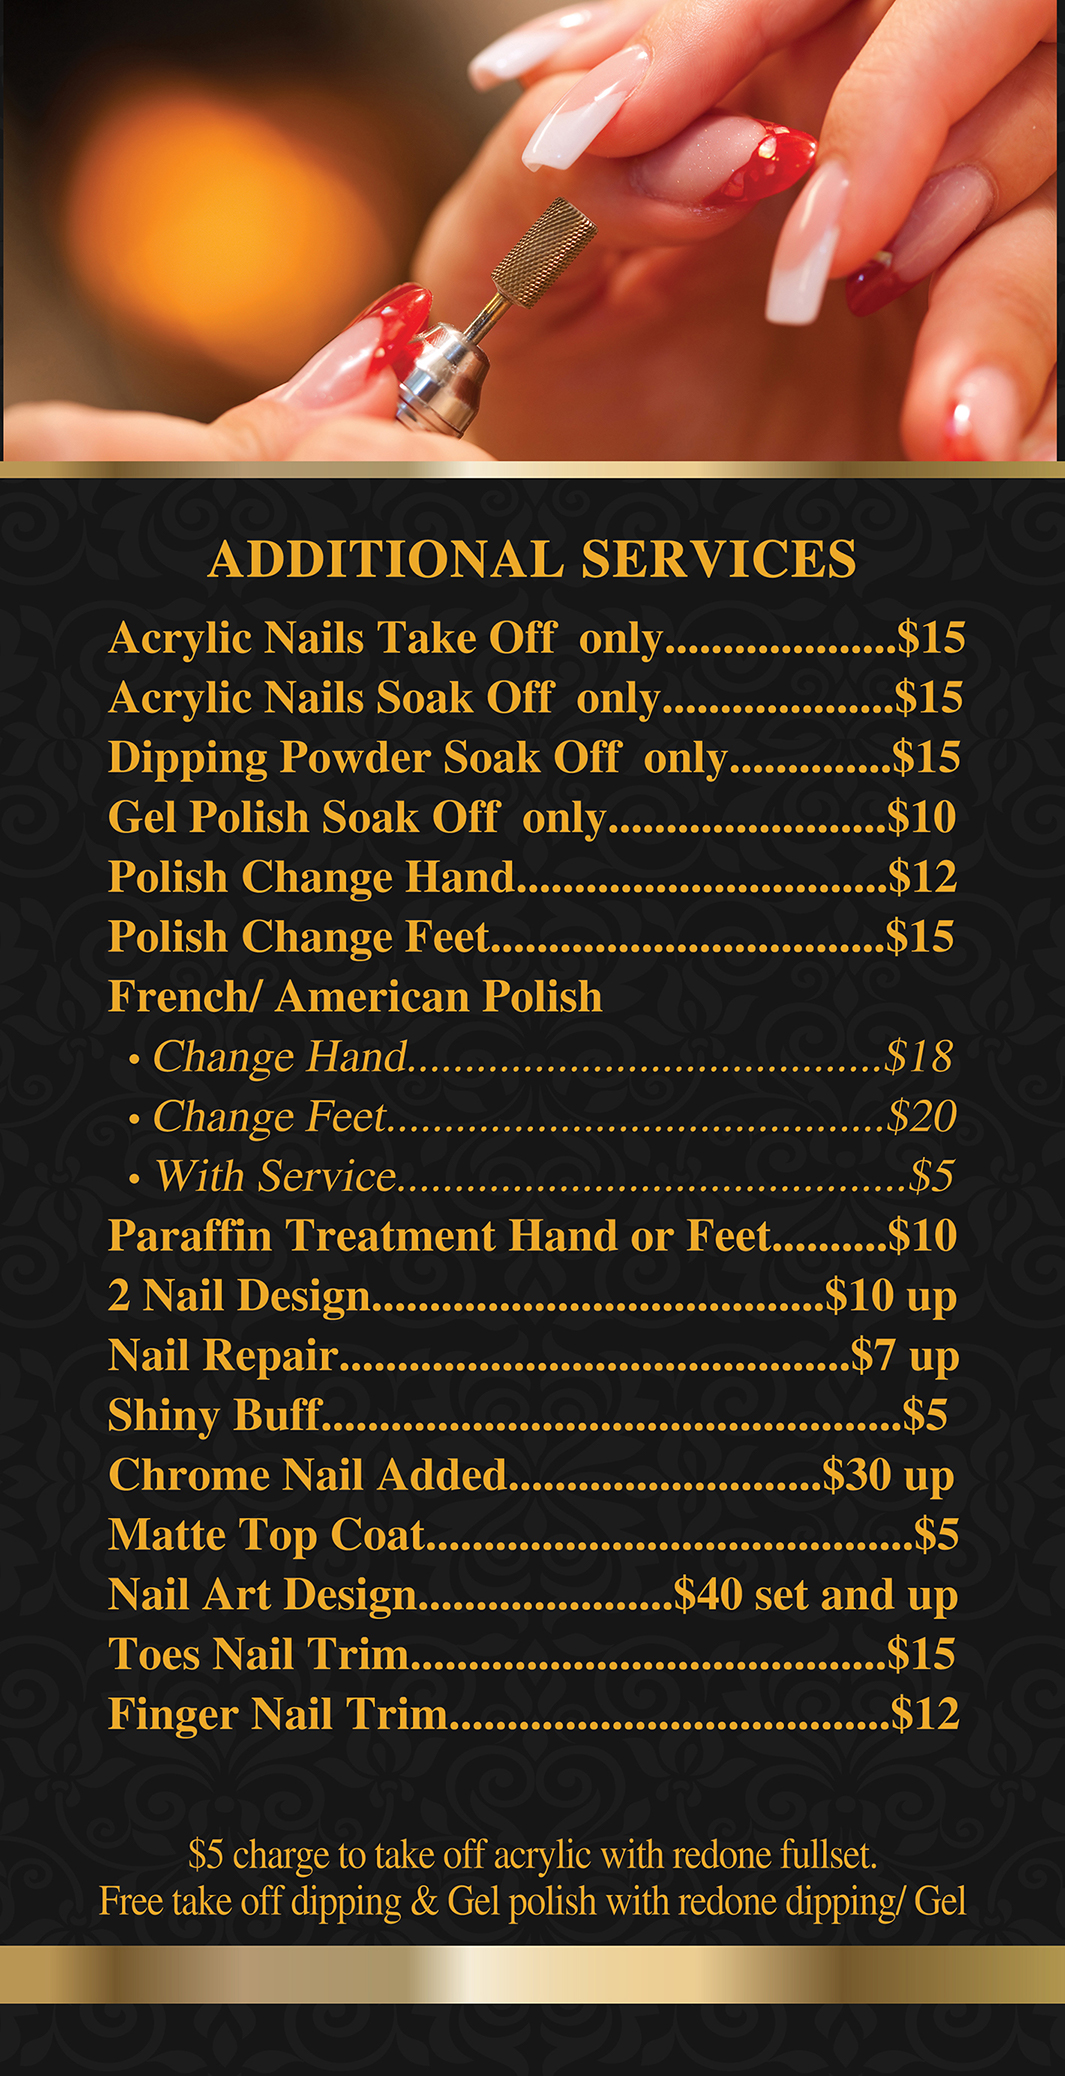 ADDITIONAL SERVICES
Acrylic Nails Take Off only....................$15
Acrylic Nails Soak Off only....................$15
Dipping Powder Soak Off only..............$15
Gel Polish Soak Off only........................$10
Polish Change Hand................................$12
Polish Change Feet..................................$15
French/ American Polish
• Change Hand.........................................$18
• Change Feet...........................................$20
• With Service............................................$5
Paraffin Treatment Hand or Feet..........$10
2 Nail Design.......................................$10 up
Nail Repair............................................$7 up
Shiny Buff..................................................$5
Chrome Nail Added...........................$30 up
Matte Top Coat..........................................$5
Nail Art Design......................$40 set and up
Toes Nail Trim.........................................$15
Finger Nail Trim......................................$12
$5 charge to take off acrylic with redone fullset.
Free take off dipping & Gel polish with redone dipping/ Gel